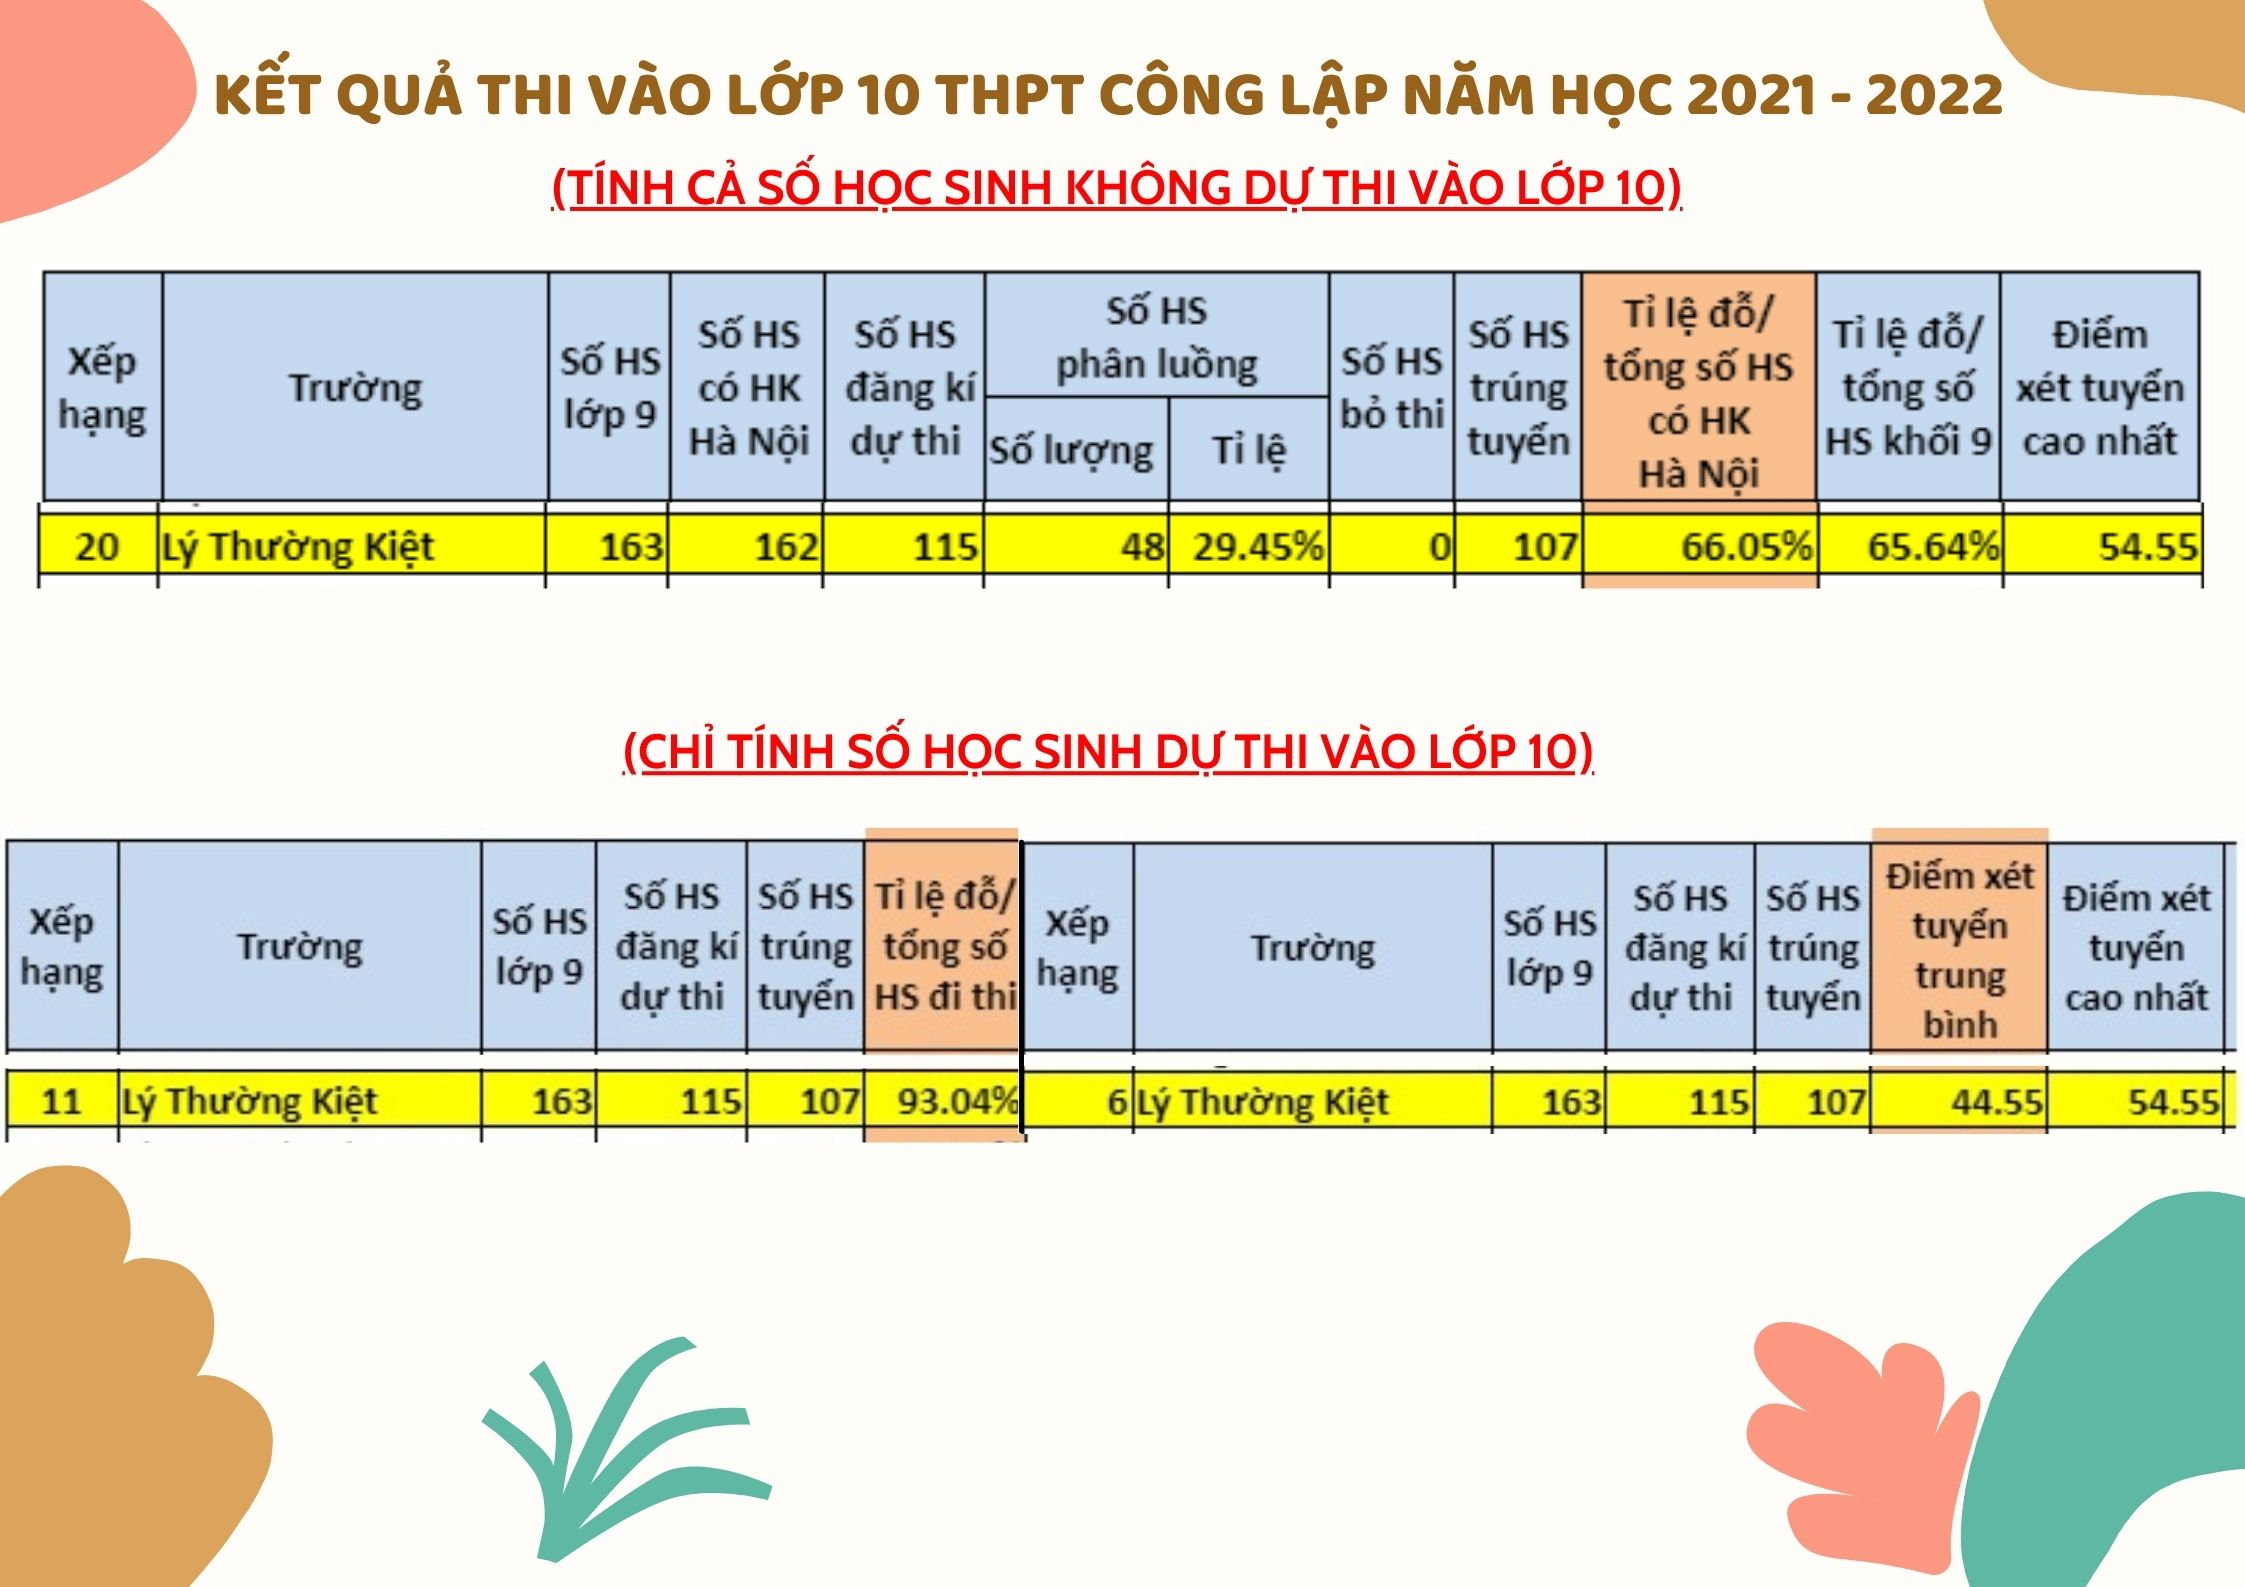 KẾT QUẢ THI VÀO LỚP 10 THPT CÔNG LẬP NĂM HỌC 2021 - 2022
(TÍNH CẢ SỐ HỌC SINH KHÔNG DỰ THI VÀO LỚP 10)
Xếp
hạng
Trường
Số HS
lớp 9
Số HS
có HK
Hà Nội
Số HS
đăng kí
dự thi
Số HS
phân luồng
Số lượng
Tỉ lệ
Số HS
bỏ thi
Số HS
trúng
tuyển
Tỉ lệ đỗ/
tổng số HS
có HK
Hà Nội
Tỉ lệ đỗ/
tổng số
HS khối 9
Điểm
xét tuyển
cao nhất
20 Lý Thường Kiệt 163 162 115 48 29.45% 0 107 66.05% 65.64% 54.55
(CHỈ TÍNH SỐ HỌC SINH DỰ THI VÀO LỚP 10)
Xếp
hạng
Trường
Số HS
lớp 9
Số HS
đăng kí
dự thi
Số HS
trúng
tuyển
Tỉ lệ đỗ/
tổng số
HS đi thi
11 Lý Thường Kiệt 163 115 107 93.04%
Xếp
hạng
Trường
Số HS
lớp 9
Số HS
đăng kí
dự thi
Số HS
trúng
tuyển
Điểm xét
tuyển
trung
bình
Điểm xét
tuyển
cao nhất
6 Lý Thường Kiệt 163 115 107 44.55 54.55